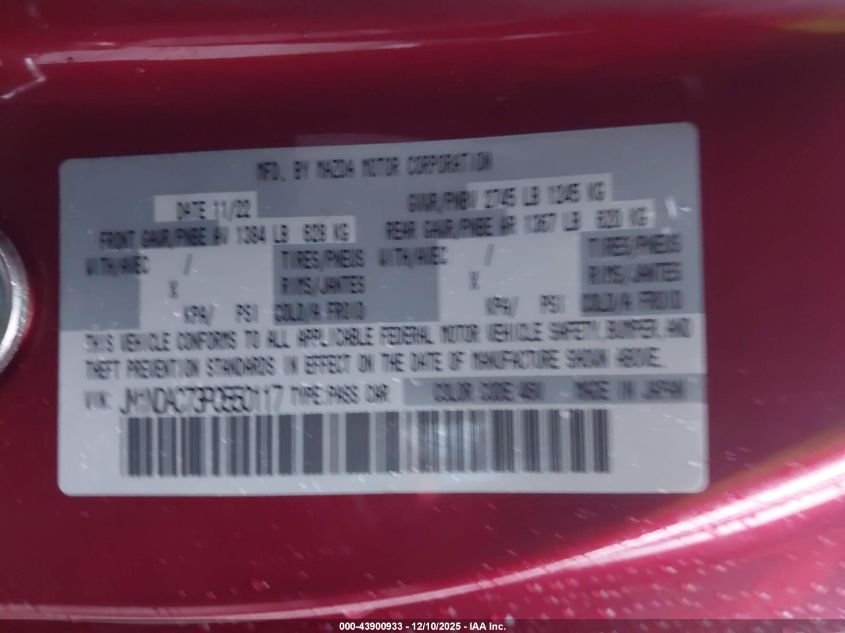 MFD. BY MAZDA MOTOR CORPORATION
DATE 11/22
GVWR/PNBV 2745 LB 1245 KG
FRONT GAWR/PNBE AV 1384 LB 628 KG
REAR GAWR/PNBE AR 1367 LB 620 KG
WITH/AVEC / TIRES/PNEUS WITH/AVEC / TIRES/PNEUS
X RIMS/JANTES X RIMS/JANTES
KPA/ PSI COLD/A FROID KPA/ PSI COLD/A FROID
THIS VEHICLE CONFORMS TO ALL APPLICABLE FEDERAL MOTOR VEHICLE SAFETY, BUMPER, AND
THEFT PREVENTION STANDARDS IN EFFECT ON THE DATE OF MANUFACTURE SHOWN ABOVE.
VIN: JM1NDAC73P0550117 TYPE: PASS CAR COLOR CODE 46V MADE IN JAPAN
000-43900933 - 12/10/2025 - IAA Inc.